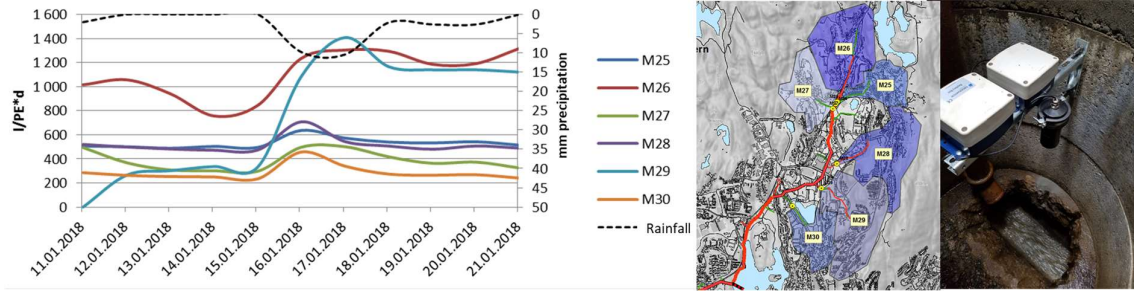 1 600
1 400
1 200
1 000
800
600
400
200
0
l/PE*d
0
5
10
15
20
25
30
35
40
45
50
mm precipitation
11.01.2018
12.01.2018
13.01.2018
14.01.2018
15.01.2018
16.01.2018
17.01.2018
18.01.2018
19.01.2018
20.01.2018
21.01.2018
M25
M26
M27
M28
M29
M30
Rainfall
ern
M26
M27
M25
M28
M29
M30